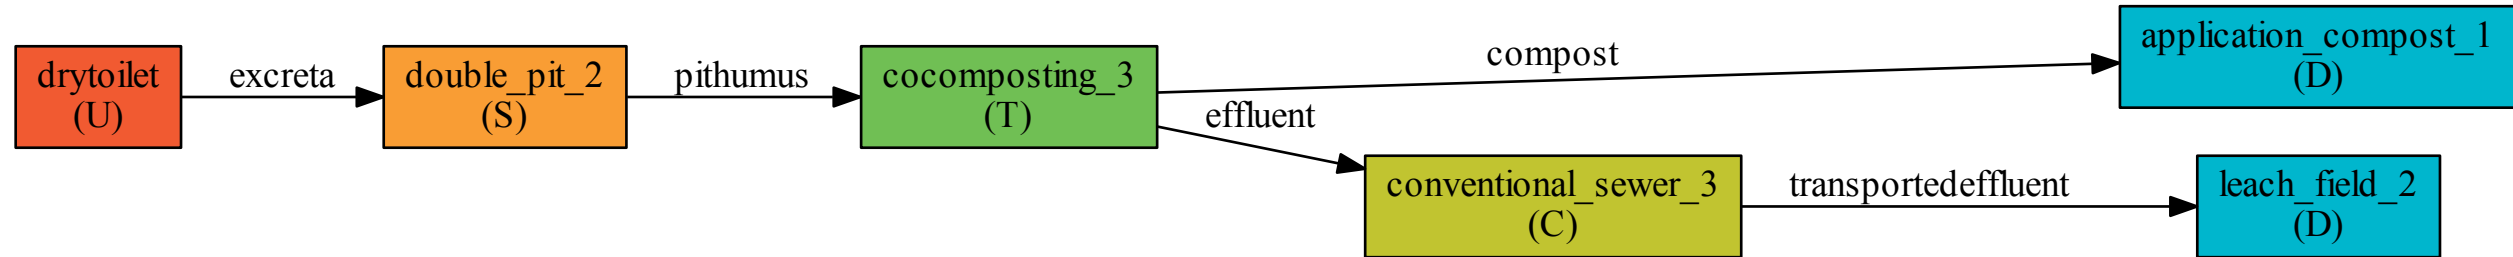 drytoilet
(U)
excreta
double_pit_2
(S)
pithumus
cocomposting_3
(T)
compost
application_compost_1
(D)
effluent
conventional_sewer_3
(C)
transportedeffluent
leach_field_2
(D)